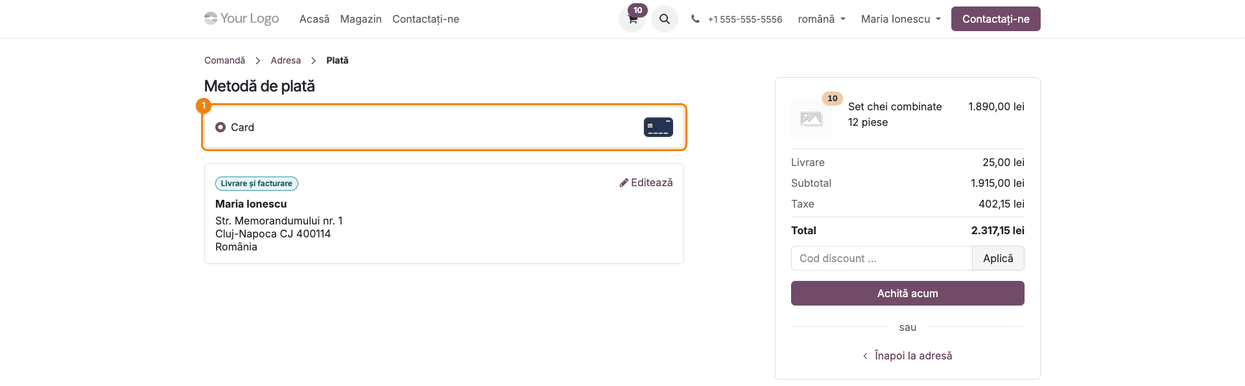 Your Logo
Acasă Magazin Contactați-ne
10
+1 555-555-5556
română
Maria Ionescu
Contactați-ne
Comandă > Adresa > Plată
Metodă de plată
1
Card
Livrare și facturare
Editează
Maria Ionescu
Str. Memorandumului nr. 1
Cluj-Napoca CJ 400114
România
10
Set chei combinate 1.890,00 lei
12 piese
Livrare 25,00 lei
Subtotal 1.915,00 lei
Taxe 402,15 lei
Total 2.317,15 lei
Cod discount ... Aplică
Achită acum
sau
< Înapoi la adresă